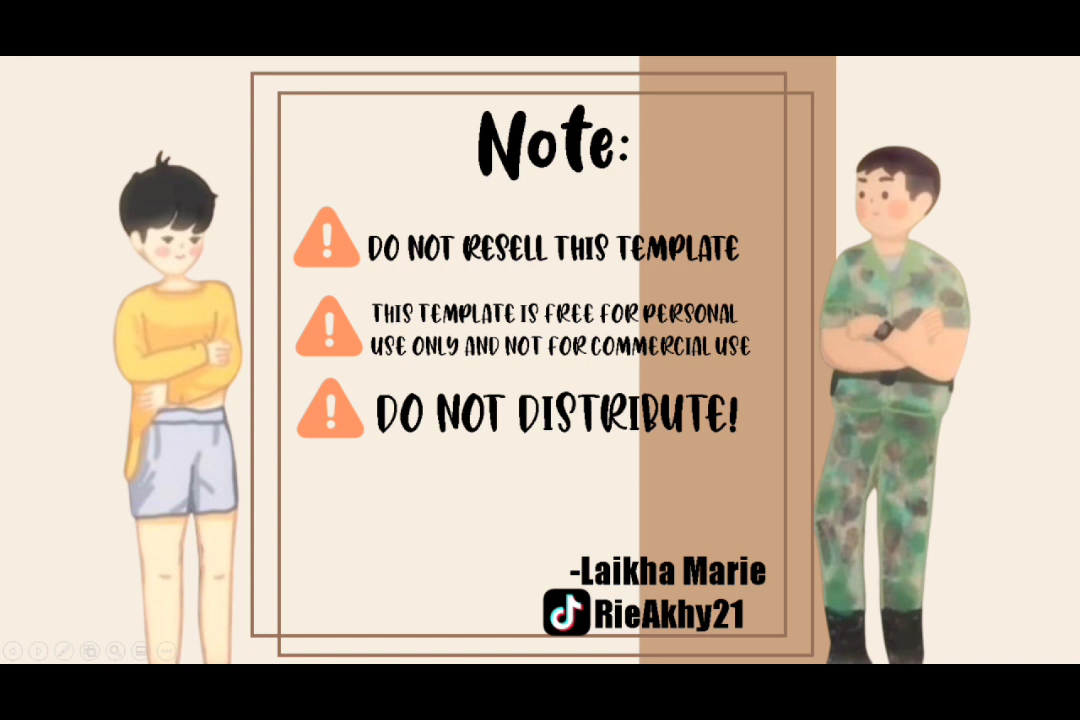 Note:
DO NOT RESELL THIS TEMPLATE
THIS TEMPLATE IS FREE FOR PERSONAL
USE ONLY AND NOT FOR COMMERCIAL USE
DO NOT DISTRIBUTE!
-Laikha Marie
RieAkhy21